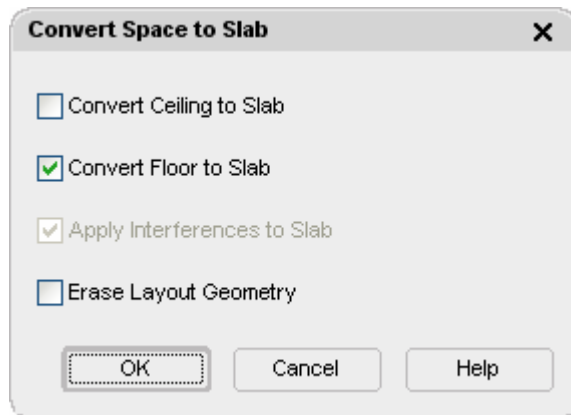 Convert Space to Slab
Convert Ceiling to Slab
Convert Floor to Slab
Apply Interferences to Slab
Erase Layout Geometry
OK Cancel Help